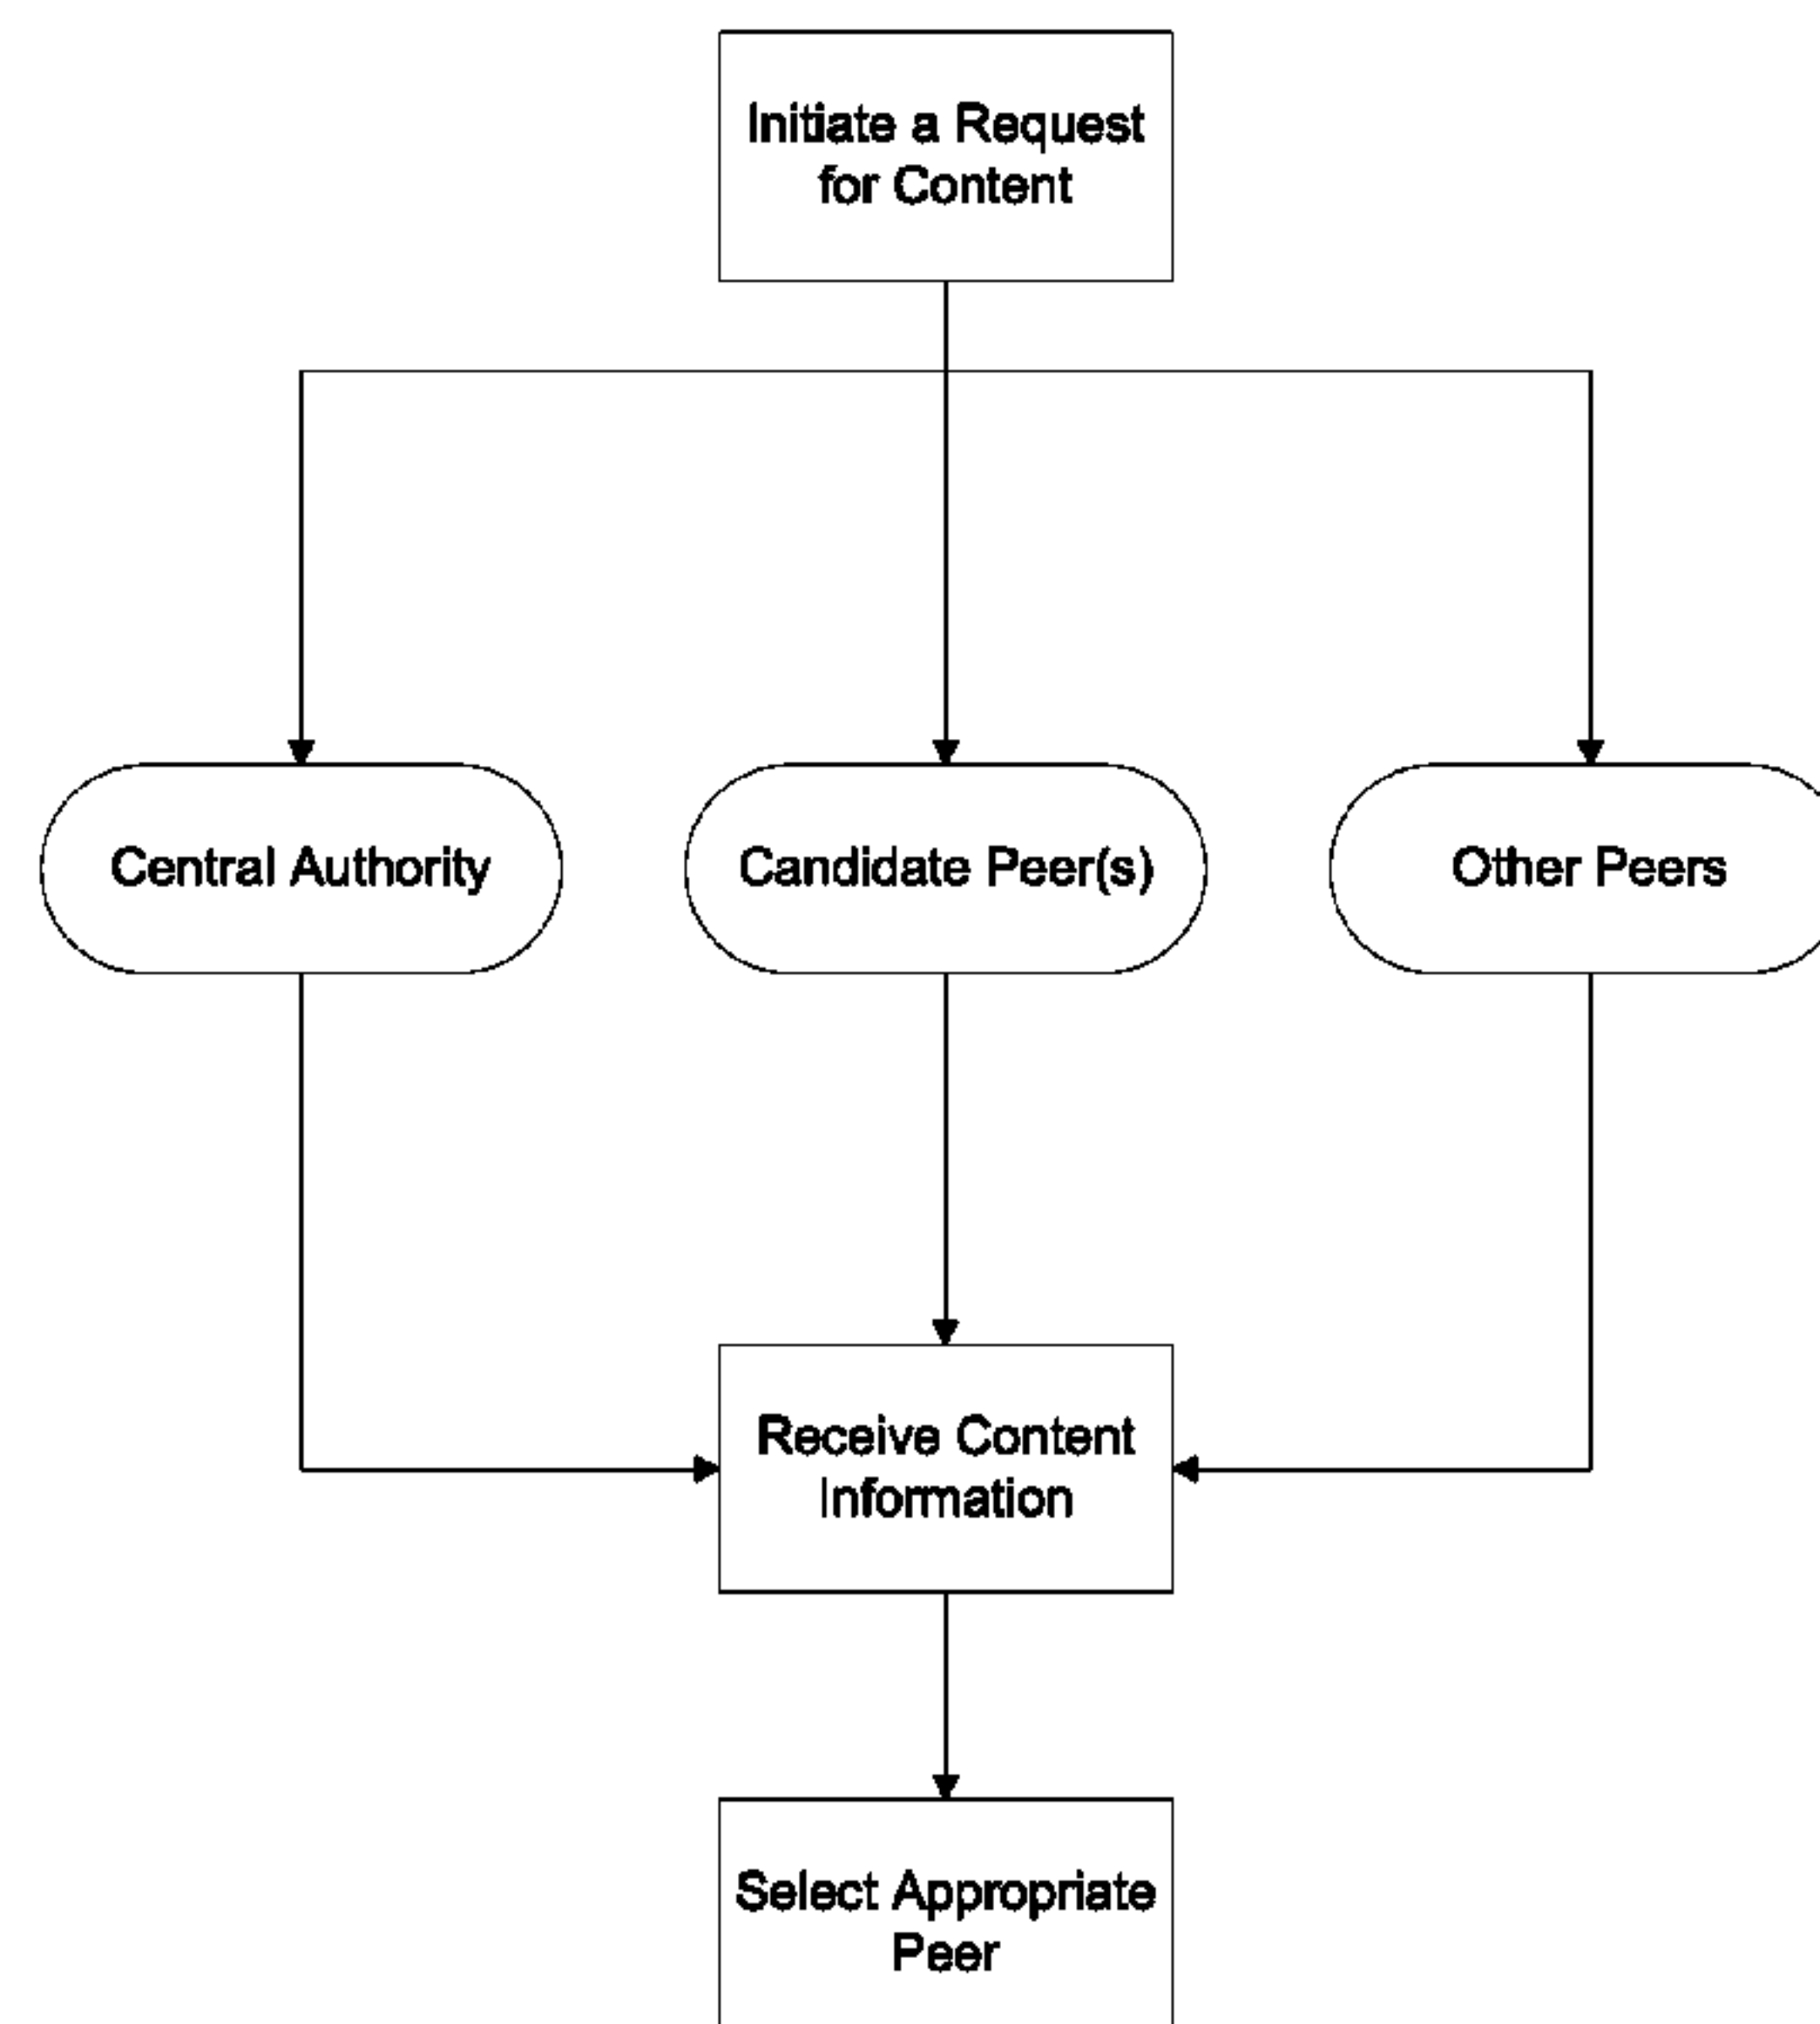 Initiate a Request
for Content
Central Authority
Candidate Peer(s)
Other Peers
Receive Content
Information
Select Appropriate
Peer